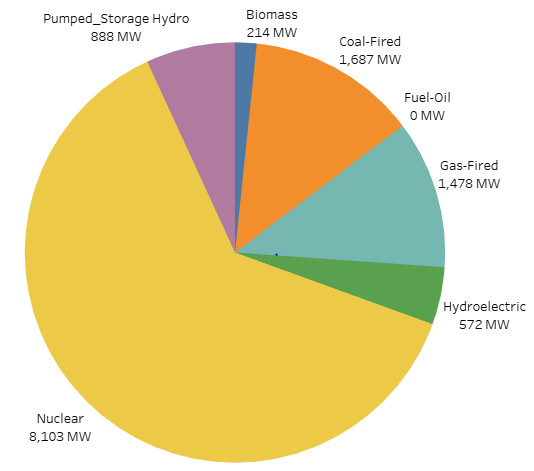 Pumped_Storage Hydro
888 MW
Biomass
214 MW
Coal-Fired
1,687 MW
Fuel-Oil
0 MW
Gas-Fired
1,478 MW
Hydroelectric
572 MW
Nuclear
8,103 MW